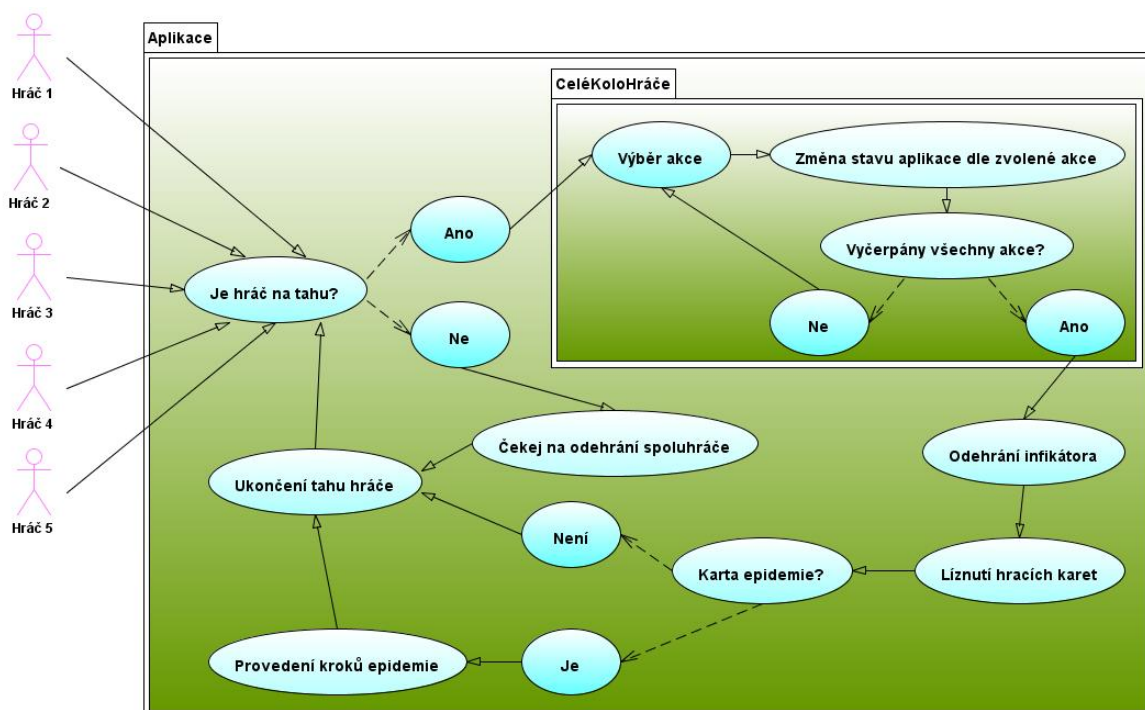 Aplikace
CeléKoloHráče
Hráč 1
Hráč 2
Hráč 3
Hráč 4
Hráč 5
Je hráč na tahu?
Ano
Ne
Výběr akce
Změna stavu aplikace dle zvolené akce
Vyčerpány všechny akce?
Ne
Ano
Čekej na odehrání spoluhráče
Odehrání infikátora
Ukončení tahu hráče
Není
Karta epidemie?
Líznutí hracích karet
Provedení kroků epidemie
Je